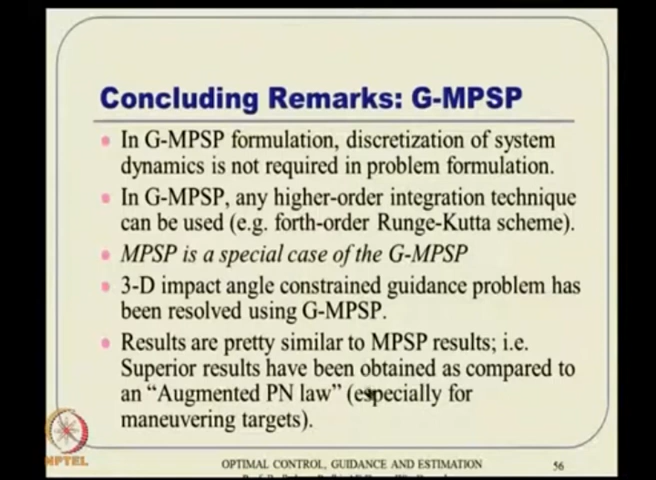 Concluding Remarks: G-MPSP
In G-MPSP formulation, discretization of system
dynamics is not required in problem formulation.
In G-MPSP, any higher-order integration technique
can be used (e.g. forth-order Runge-Kutta scheme).
MPSP is a special case of the G-MPSP
3-D impact angle constrained guidance problem has
been resolved using G-MPSP.
Results are pretty similar to MPSP results; i.e.
Superior results have been obtained as compared to
an “Augmented PN law” (especially for
maneuvering targets).
NPTEL
OPTIMAL CONTROL, GUIDANCE AND ESTIMATION
56